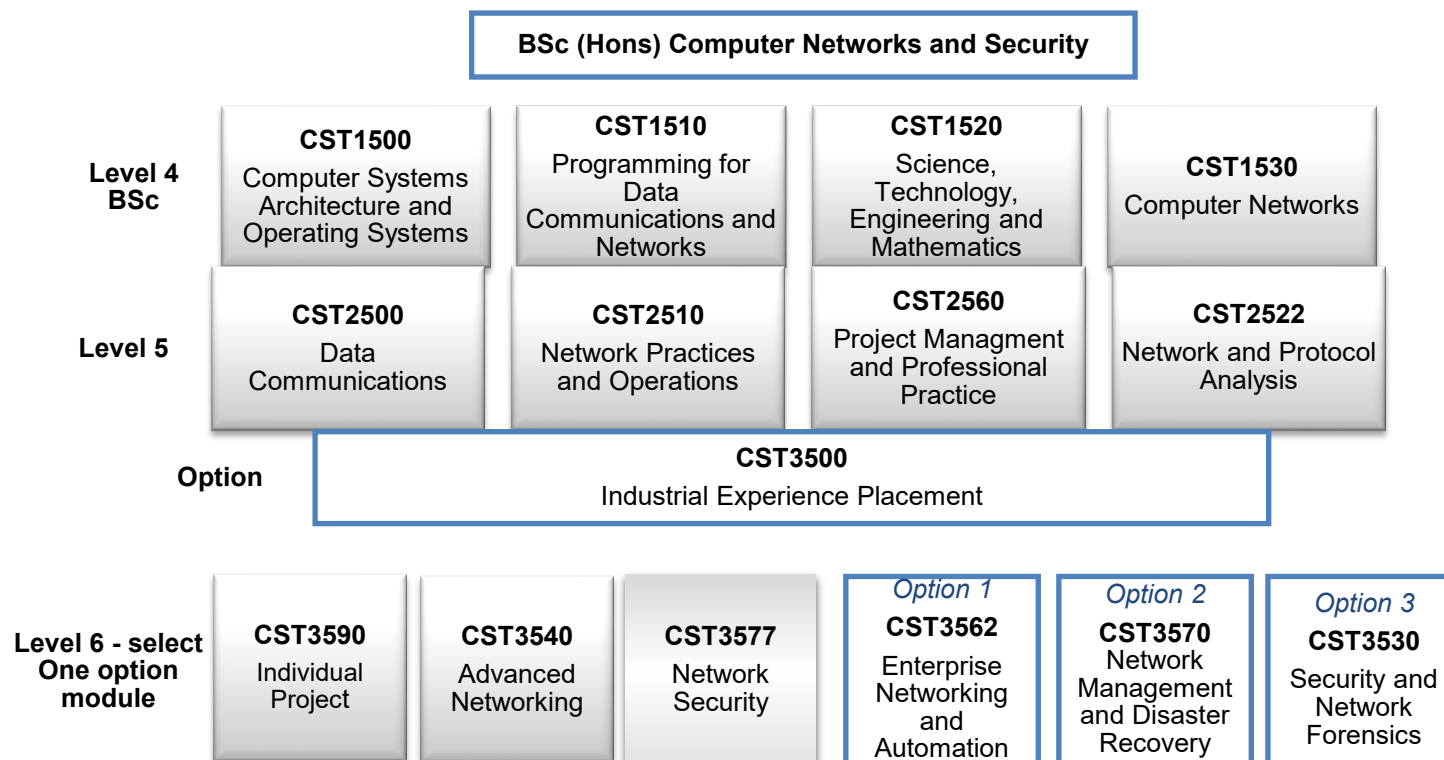 BSc (Hons) Computer Networks and Security
Level 4
BSc
CST1500
Computer Systems
Architecture and
Operating Systems
CST1510
Programming for
Data
Communications and
Networks
CST1520
Science,
Technology,
Engineering and
Mathematics
CST1530
Computer Networks
Level 5
CST2500
Data
Communications
CST2510
Network Practices
and Operations
CST2560
Project Managment
and Professional
Practice
CST2522
Network and Protocol
Analysis
Option
CST3500
Industrial Experience Placement
Level 6 - select
One option
module
CST3590
Individual
Project
CST3540
Advanced
Networking
CST3577
Network
Security
Option 1
CST3562
Enterprise
Networking
and
Automation
Option 2
CST3570
Network
Management
and Disaster
Recovery
Option 3
CST3530
Security and
Network
Forensics